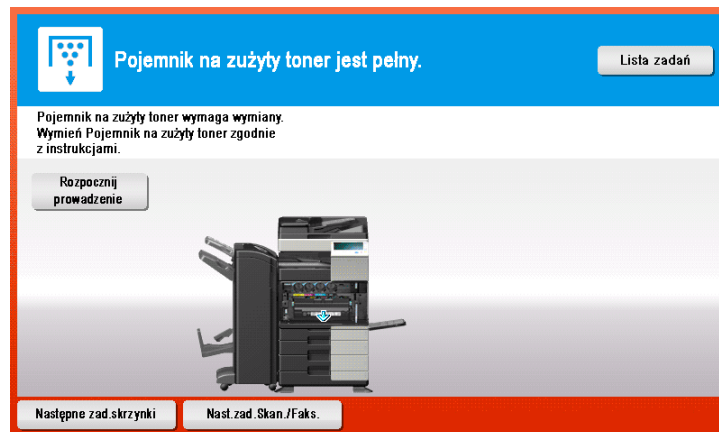 Pojemnik na zużyty toner jest pełny.
Lista zadań
Pojemnik na zużyty toner wymaga wymiany.
Wymień Pojemnik na zużyty toner zgodnie
z instrukcjami.
Rozpocznij
prowadzenie
Następne zad.skrzynki
Nast.zad.Skan./Faks.